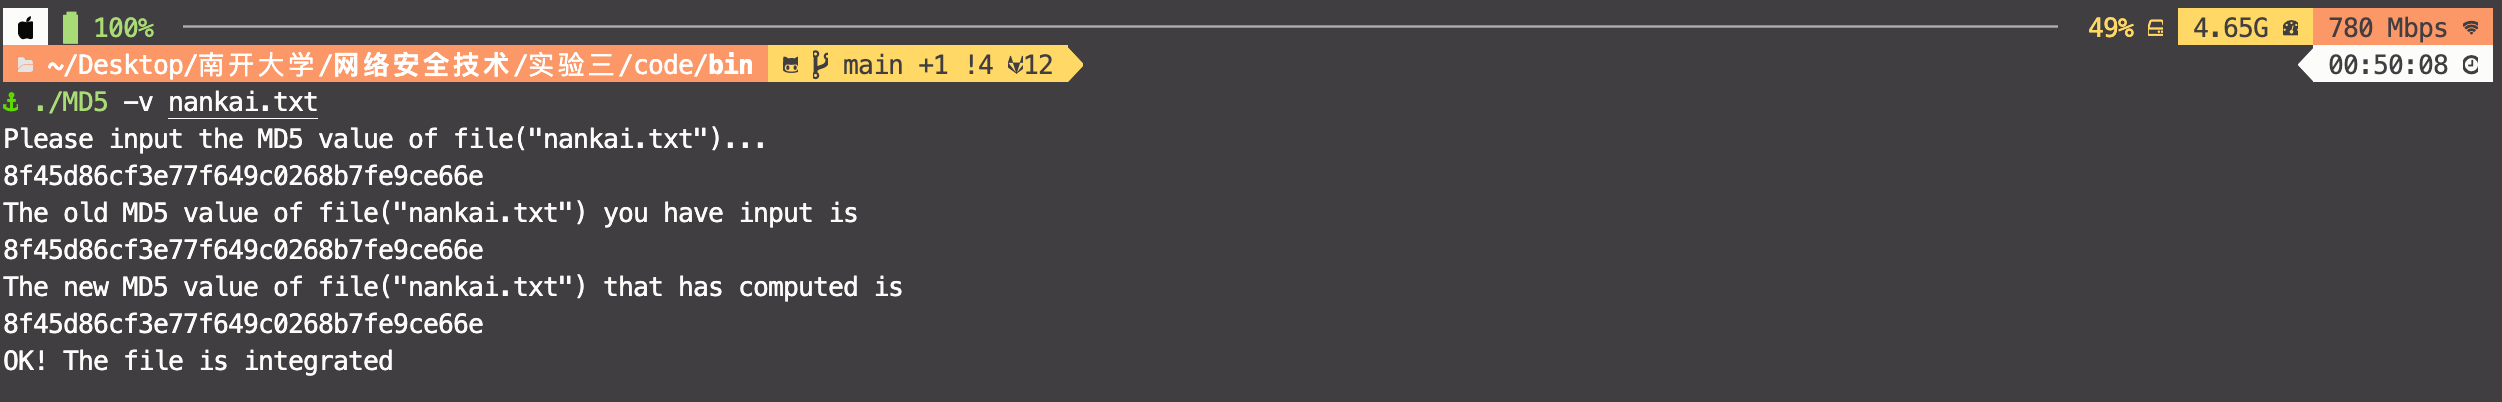 100% 49% 4.65G 780 Mbps
~/Desktop/南开大学/网络安全技术/实验三/code/bin main +1 !4 12 00:50:08
./MD5 -v nankai.txt
Please input the MD5 value of file("nankai.txt")...
8f45d86cf3e77f649c0268b7fe9ce66e
The old MD5 value of file("nankai.txt") you have input is
8f45d86cf3e77f649c0268b7fe9ce66e
The new MD5 value of file("nankai.txt") that has computed is
8f45d86cf3e77f649c0268b7fe9ce66e
OK! The file is integrated